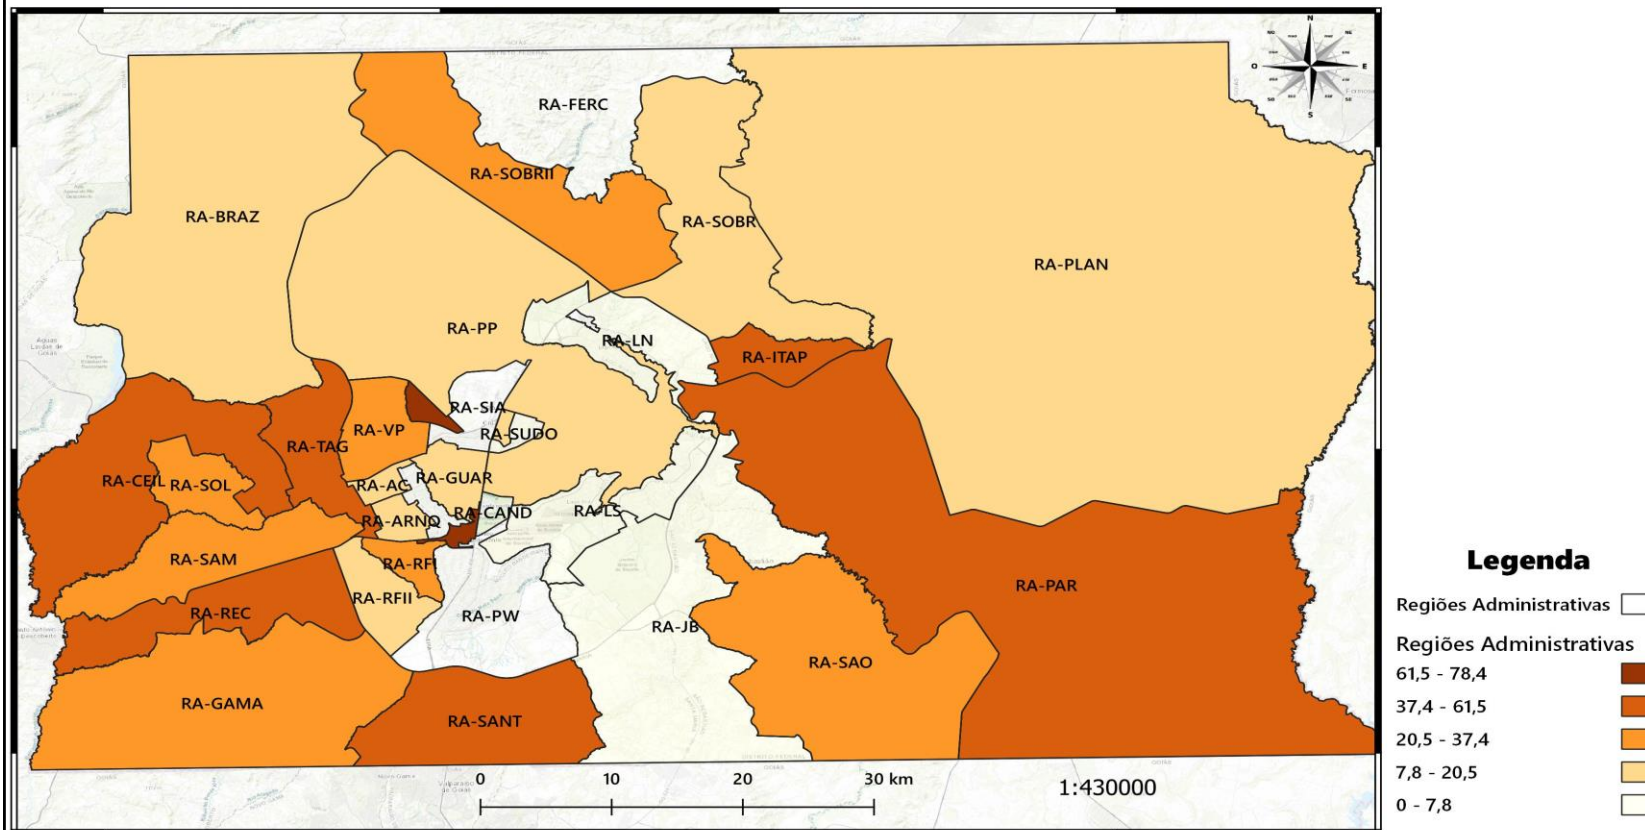 N
O
E
S
NO
NE
SO
SE
RA-FERC
RA-SOBRII
RA-BRAZ
RA-SOBR
RA-PLAN
RA-PP
RA-LN
RA-ITAP
RA-SIA
RA-VP
RA-SUDO
RA-TAG
RA-CEIL
RA-SOL
RA-AC
RA-GUAR
RA-CAND
RA-LS
RA-ARNQ
RA-SAM
RA-RFI
RA-PAR
RA-RFII
RA-REC
RA-PW
RA-JB
RA-SAO
RA-GAMA
RA-SANT
0 10 20 30 km
1:430000
Legenda
Regiões Administrativas
Regiões Administrativas
61,5 - 78,4
37,4 - 61,5
20,5 - 37,4
7,8 - 20,5
0 - 7,8